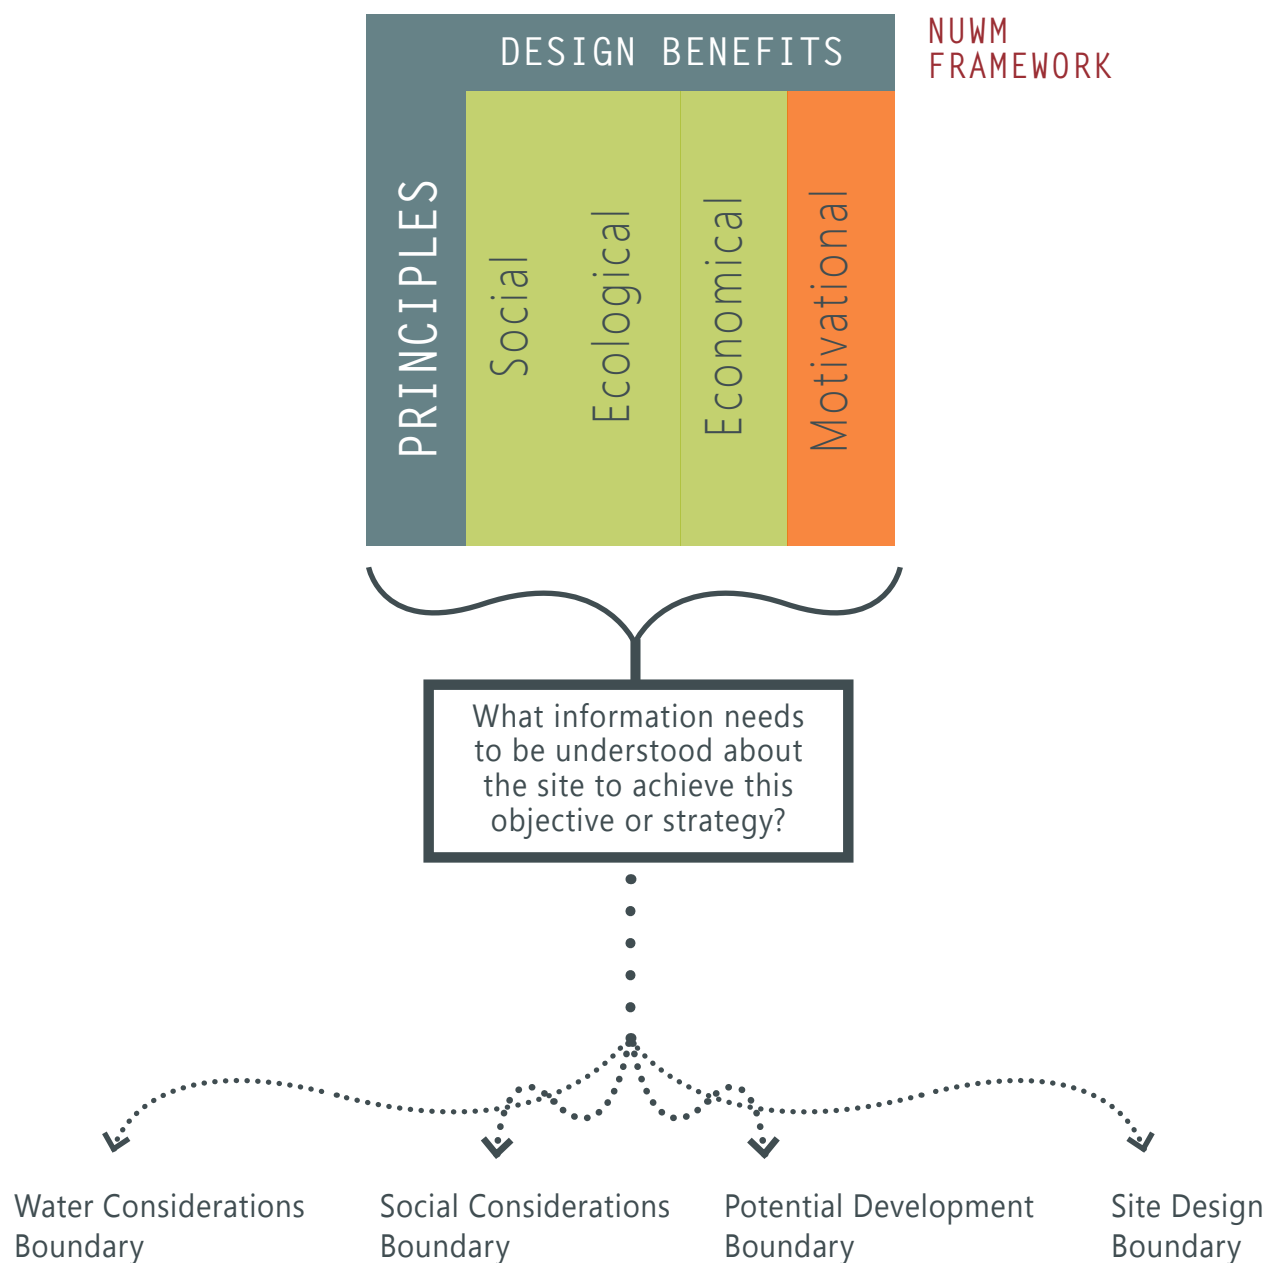 DESIGN BENEFITS
NUWM
FRAMEWORK
PRINCIPLES
Social
Ecological
Economical
Motivational
What information needs
to be understood about
the site to achieve this
objective or strategy?
Water Considerations
Boundary
Social Considerations
Boundary
Potential Development
Boundary
Site Design
Boundary